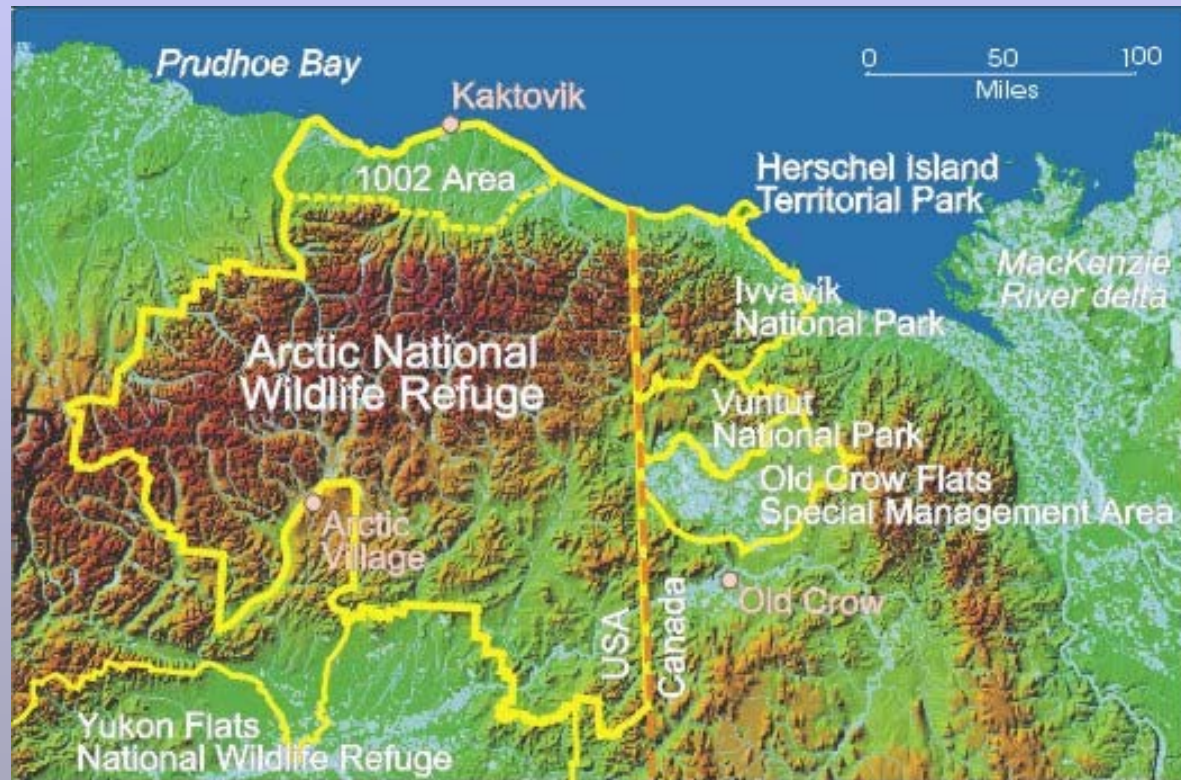 Prudhoe Bay
0 50 100
Miles
Kaktovik
1002 Area
Herschel Island
Territorial Park
MacKenzie
River delta
Ivvavik
National Park
Arctic National
Wildlife Refuge
Vuntut
National Park
Old Crow Flats
Special Management Area
Arctic
Village
Old Crow
USA
Canada
Yukon Flats
National Wildlife Refuge